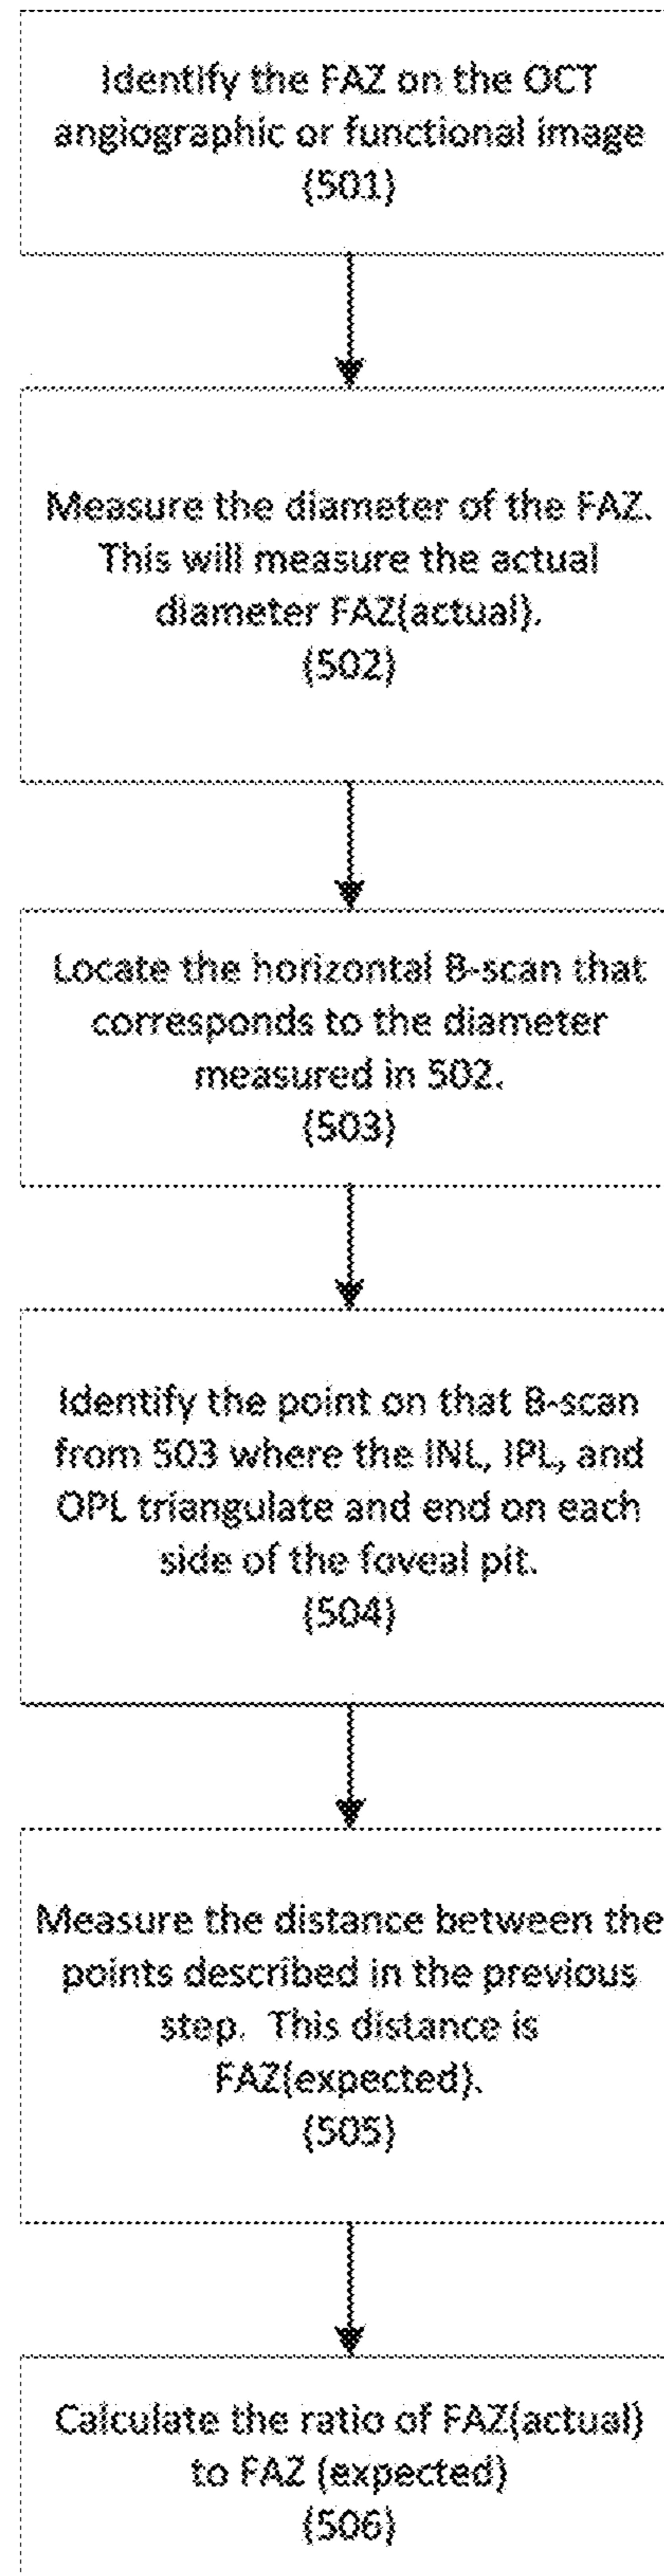 Identify the FAZ on the OCT
angiographic or functional image
(501)
Measure the diameter of the FAZ.
This will measure the actual
diameter FAZ(actual).
(502)
Locate the horizontal B-scan that
corresponds to the diameter
measured in 502.
(503)
Identify the point on that B-scan
from 503 where the INL, IPL, and
OPL triangulate and end on each
side of the foveal pit.
(504)
Measure the distance between the
points described in the previous
step. This distance is
FAZ(expected).
(505)
Calculate the ratio of FAZ(actual)
to FAZ (expected)
(506)